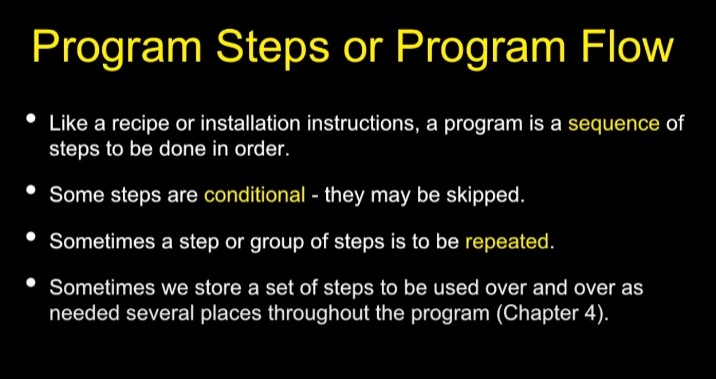 Program Steps or Program Flow
• Like a recipe or installation instructions, a program is a sequence of
steps to be done in order.
• Some steps are conditional - they may be skipped.
• Sometimes a step or group of steps is to be repeated.
• Sometimes we store a set of steps to be used over and over as
needed several places throughout the program (Chapter 4).